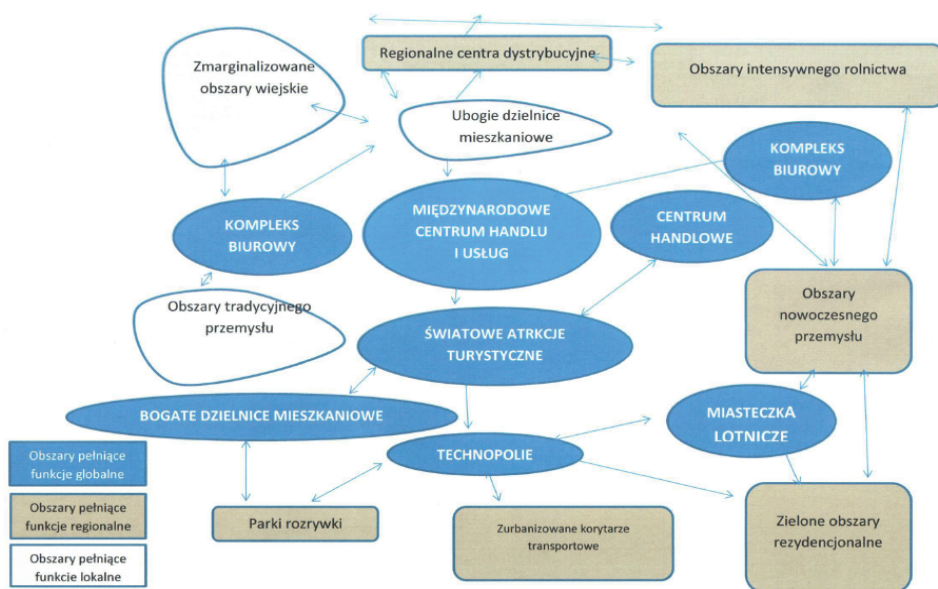 Zmarginalizowane
obszary wiejskie
Regionalne centra dystrybucyjne
Obszary intensywnego rolnictwa
Ubogie dzielnice
mieszkaniowe
KOMPLEKS
BIUROWY
KOMPLEKS
BIUROWY
MIĘDZYNARODOWE
CENTRUM HANDLU
I USŁUG
CENTRUM
HANDLOWE
Obszary tradycyjnego
przemysłu
Obszary
nowoczesnego
przemysłu
ŚWIATOWE ATRKCJE
TURYSTYCZNE
BOGATE DZIELNICE MIESZKANIOWE
MIASTECZKA
LOTNICZE
TECHNOPOLIE
Obszary pełniące
funkcje globalne
Obszary pełniące
funkcje regionalne
Obszary pełniące
funkcie lokalne
Parki rozrywki
Zurbanizowane korytarze
transportowe
Zielone obszary
rezydencjonalne